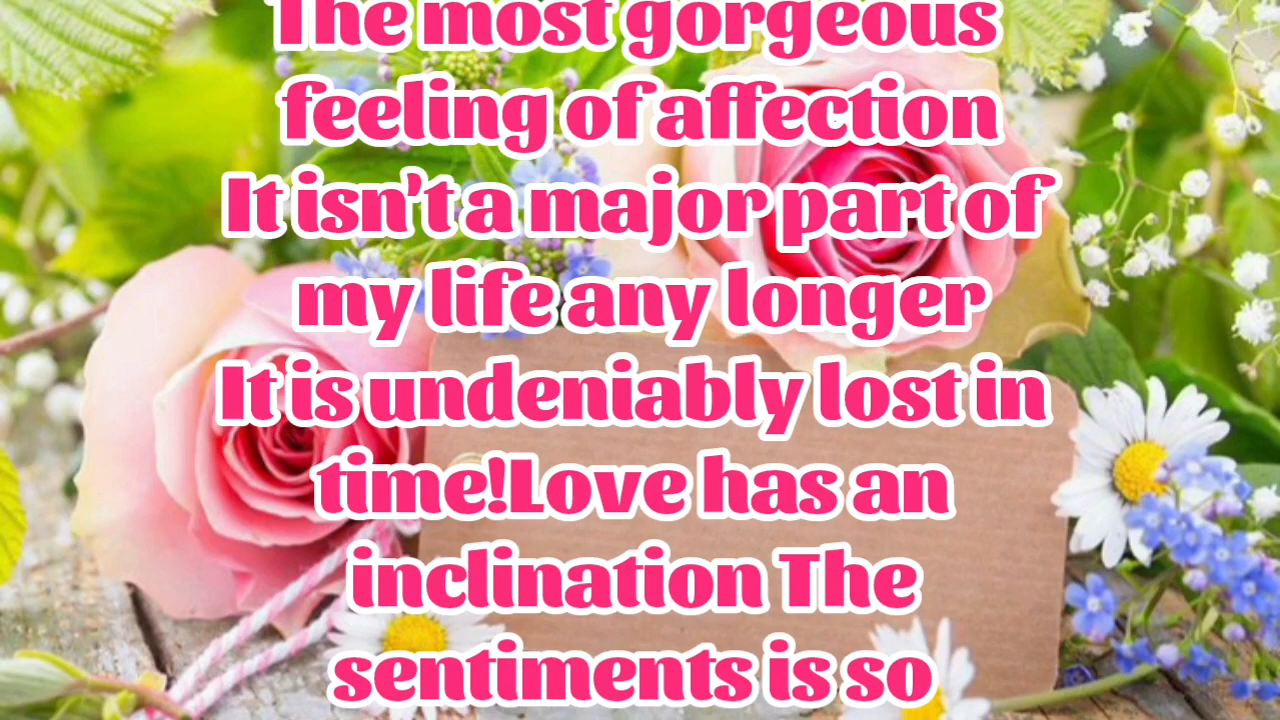 The most gorgeous
feeling of affection
It isn't a major part of
my life any longer
It is undeniably lost in
time!Love has an
inclination The
sentiments is so